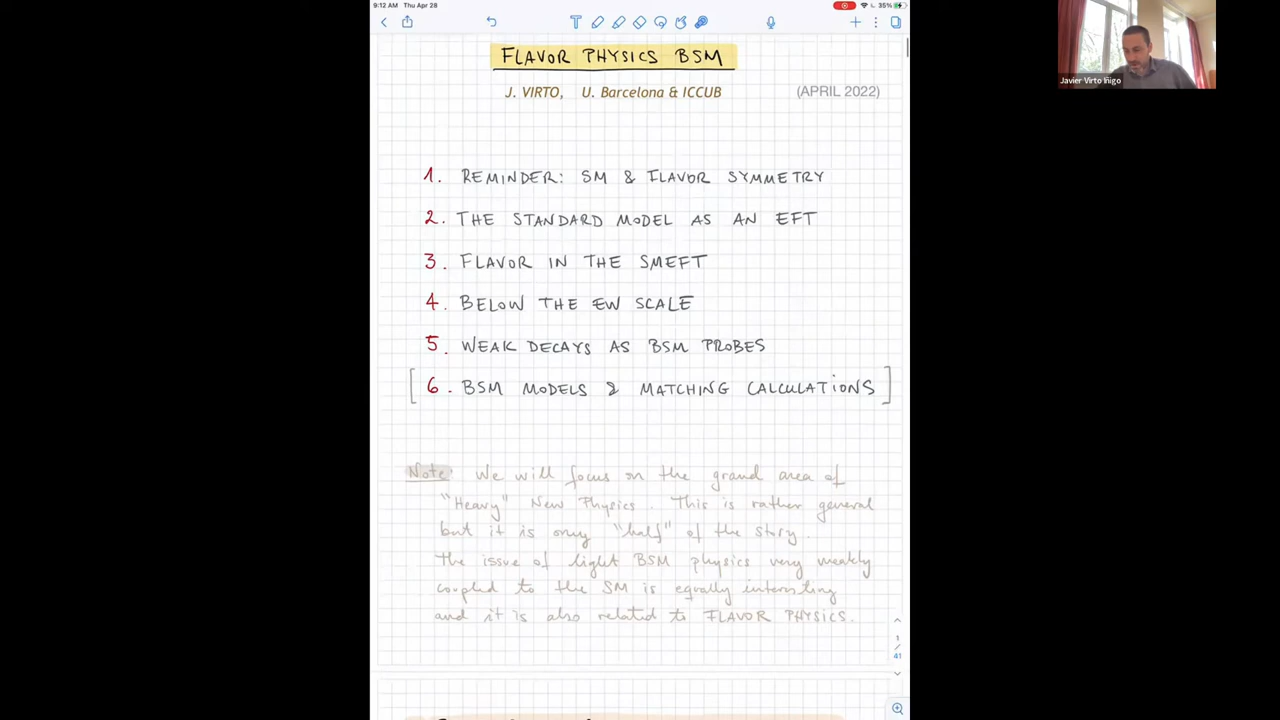 9:12 AM Thu Apr 28
35%
FLAVOR PHYSICS BSM
J. VIRTO, U. Barcelona & ICCUB (APRIL 2022)
1. REMINDER: SM & FLAVOR SYMMETRY
2. THE STANDARD MODEL AS AN EFT
3. FLAVOR IN THE SMEFT
4. BELOW THE EW SCALE
5. WEAK DECAYS AS BSM PROBES
[ 6. BSM MODELS & MATCHING CALCULATIONS ]
Note: We will focus on the grand area of
"Heavy" New Physics. This is rather general
but it is only "half" of the story.
The issue of light BSM physics very weakly
coupled to the SM is equally interesting
and it is also related to FLAVOR PHYSICS.
1
/
41
Javier Virto Iñigo